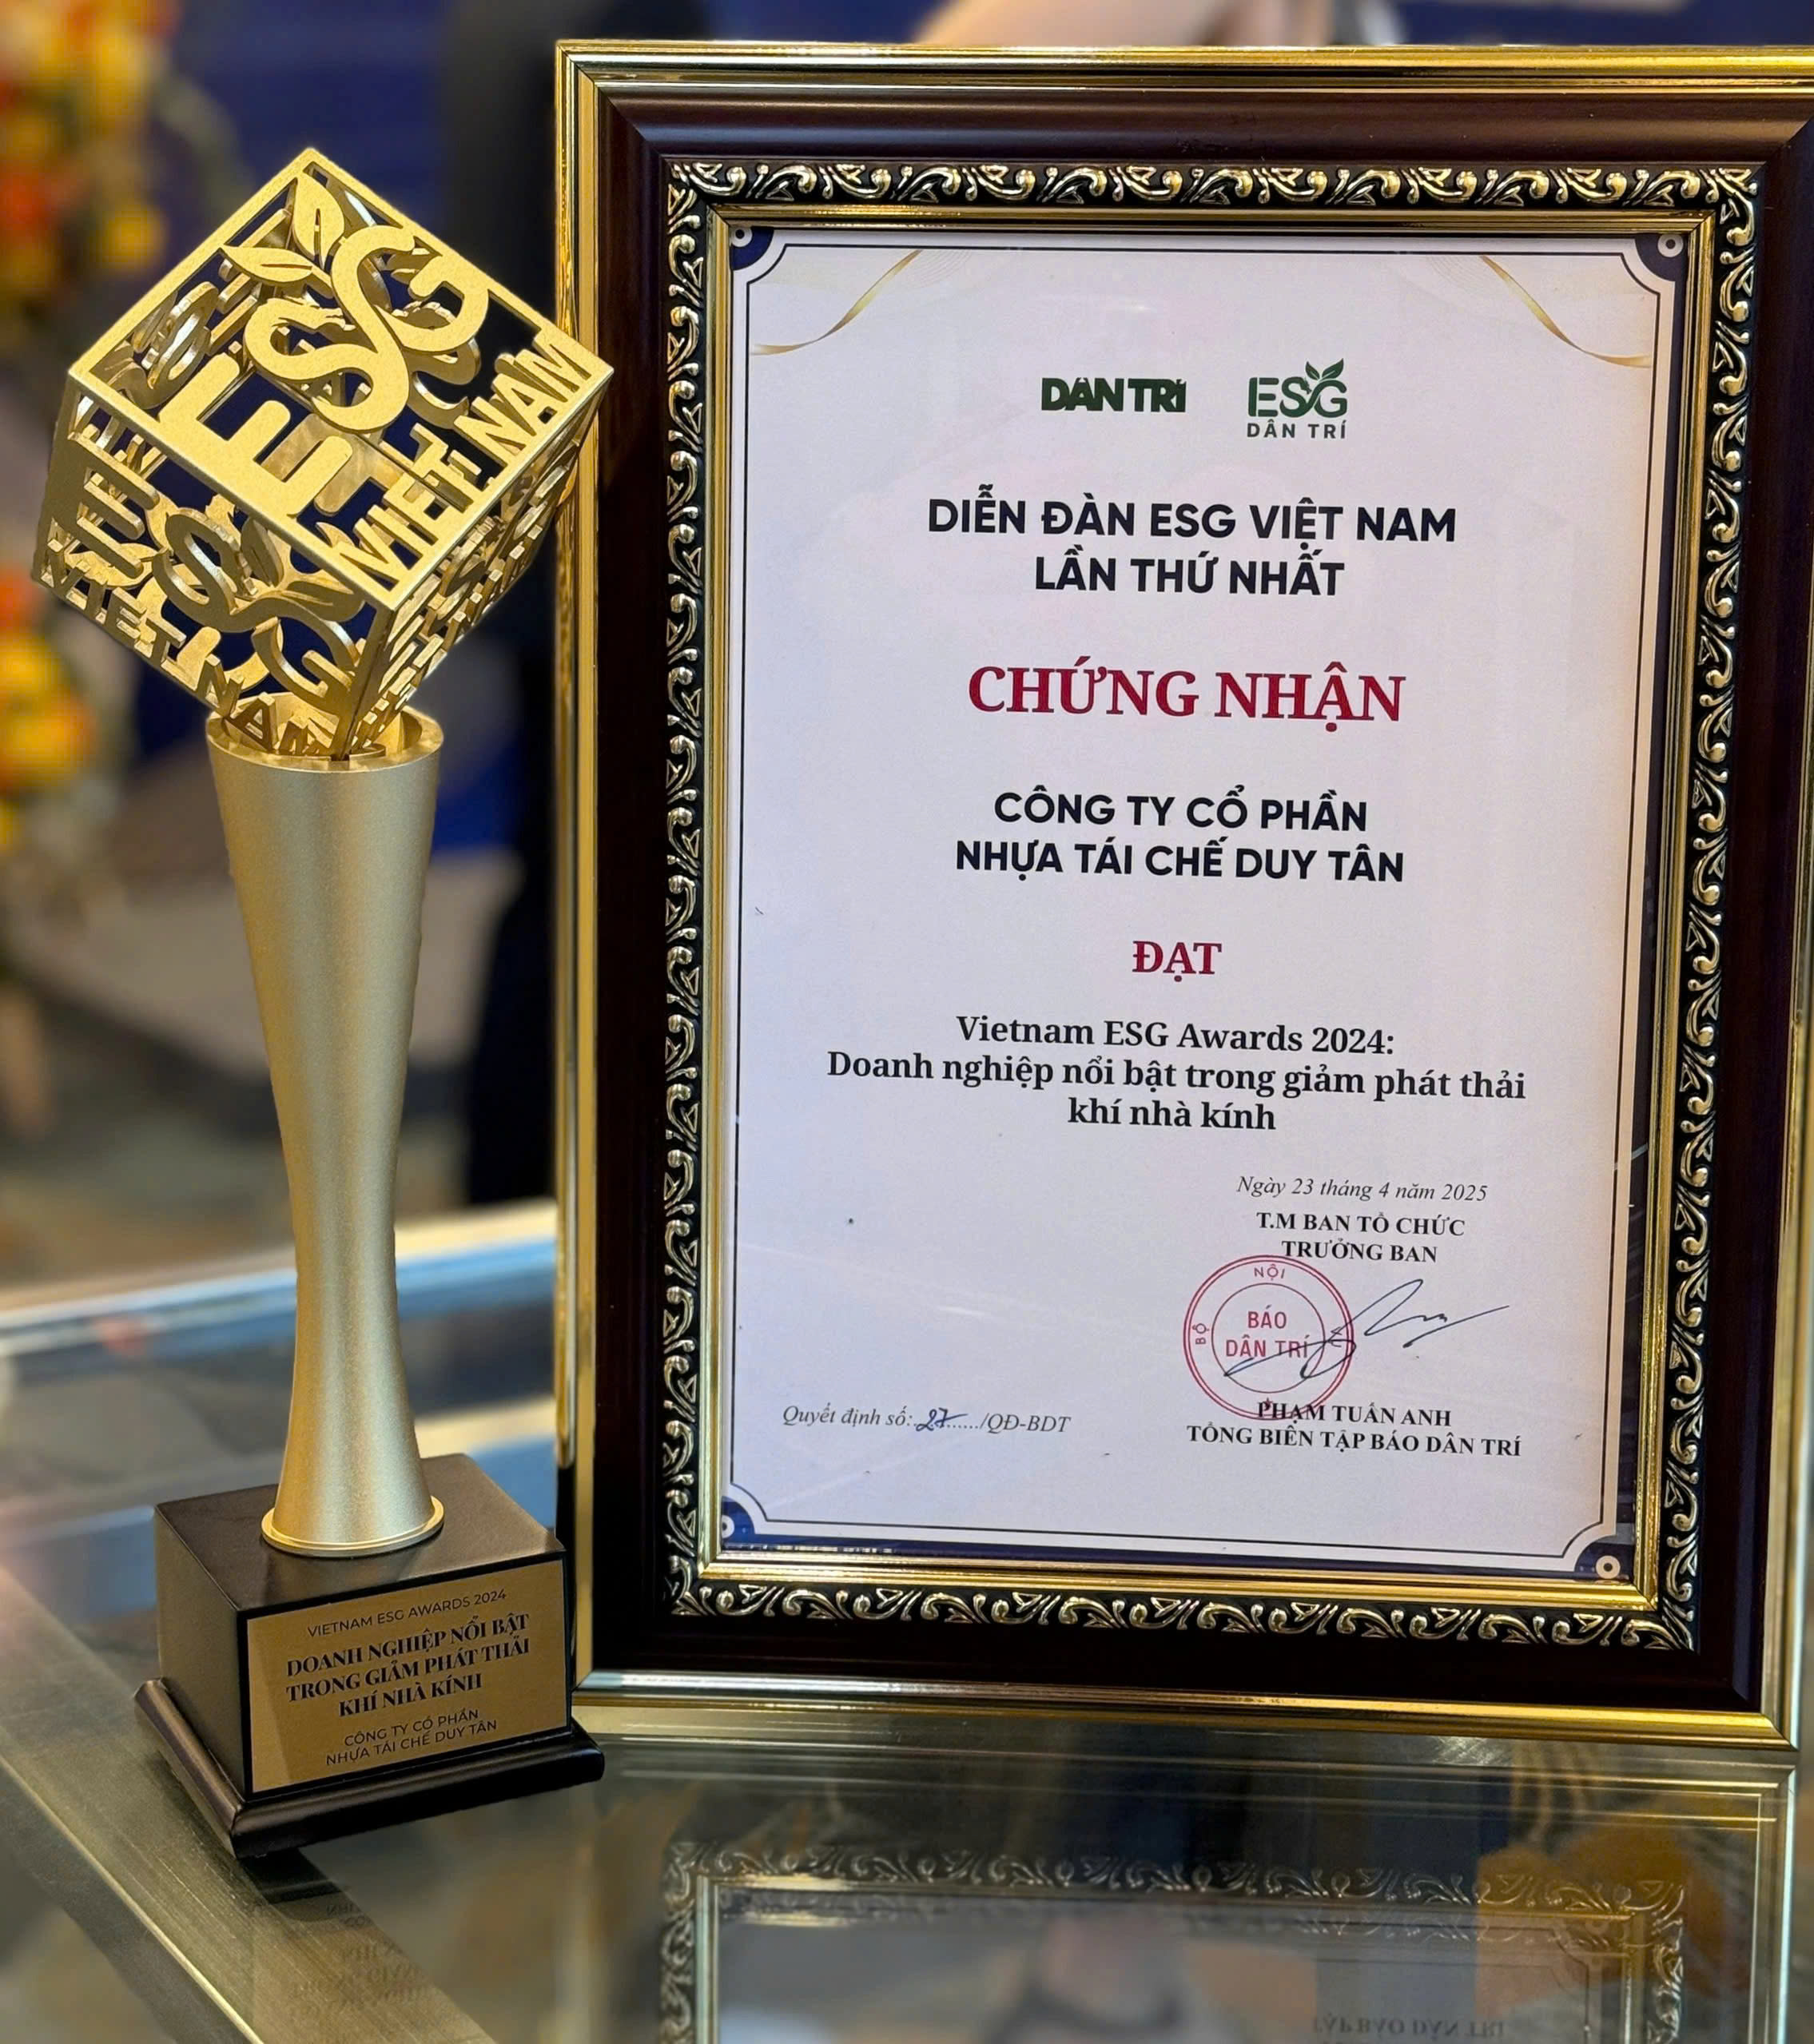 ESG
VIỆT NAM
ESG
VIỆT NAM
VIETNAM ESG AWARDS 2024
DOANH NGHIỆP NỔI BẬT
TRONG GIẢM PHÁT THẢI
KHÍ NHÀ KÍNH
CÔNG TY CỔ PHẦN
NHỰA TÁI CHẾ DUY TÂN
DÂN TRÍ
ESG
DÂN TRÍ
DIỄN ĐÀN ESG VIỆT NAM
LẦN THỨ NHẤT
CHỨNG NHẬN
CÔNG TY CỔ PHẦN
NHỰA TÁI CHẾ DUY TÂN
ĐẠT
Vietnam ESG Awards 2024:
Doanh nghiệp nổi bật trong giảm phát thải
khí nhà kính
Ngày 23 tháng 4 năm 2025
T.M BAN TỔ CHỨC
TRƯỞNG BAN
BỘ NỘI
BÁO
DÂN TRÍ
Quyết định số:..27....../QĐ-BDT
PHẠM TUẤN ANH
TỔNG BIÊN TẬP BÁO DÂN TRÍ